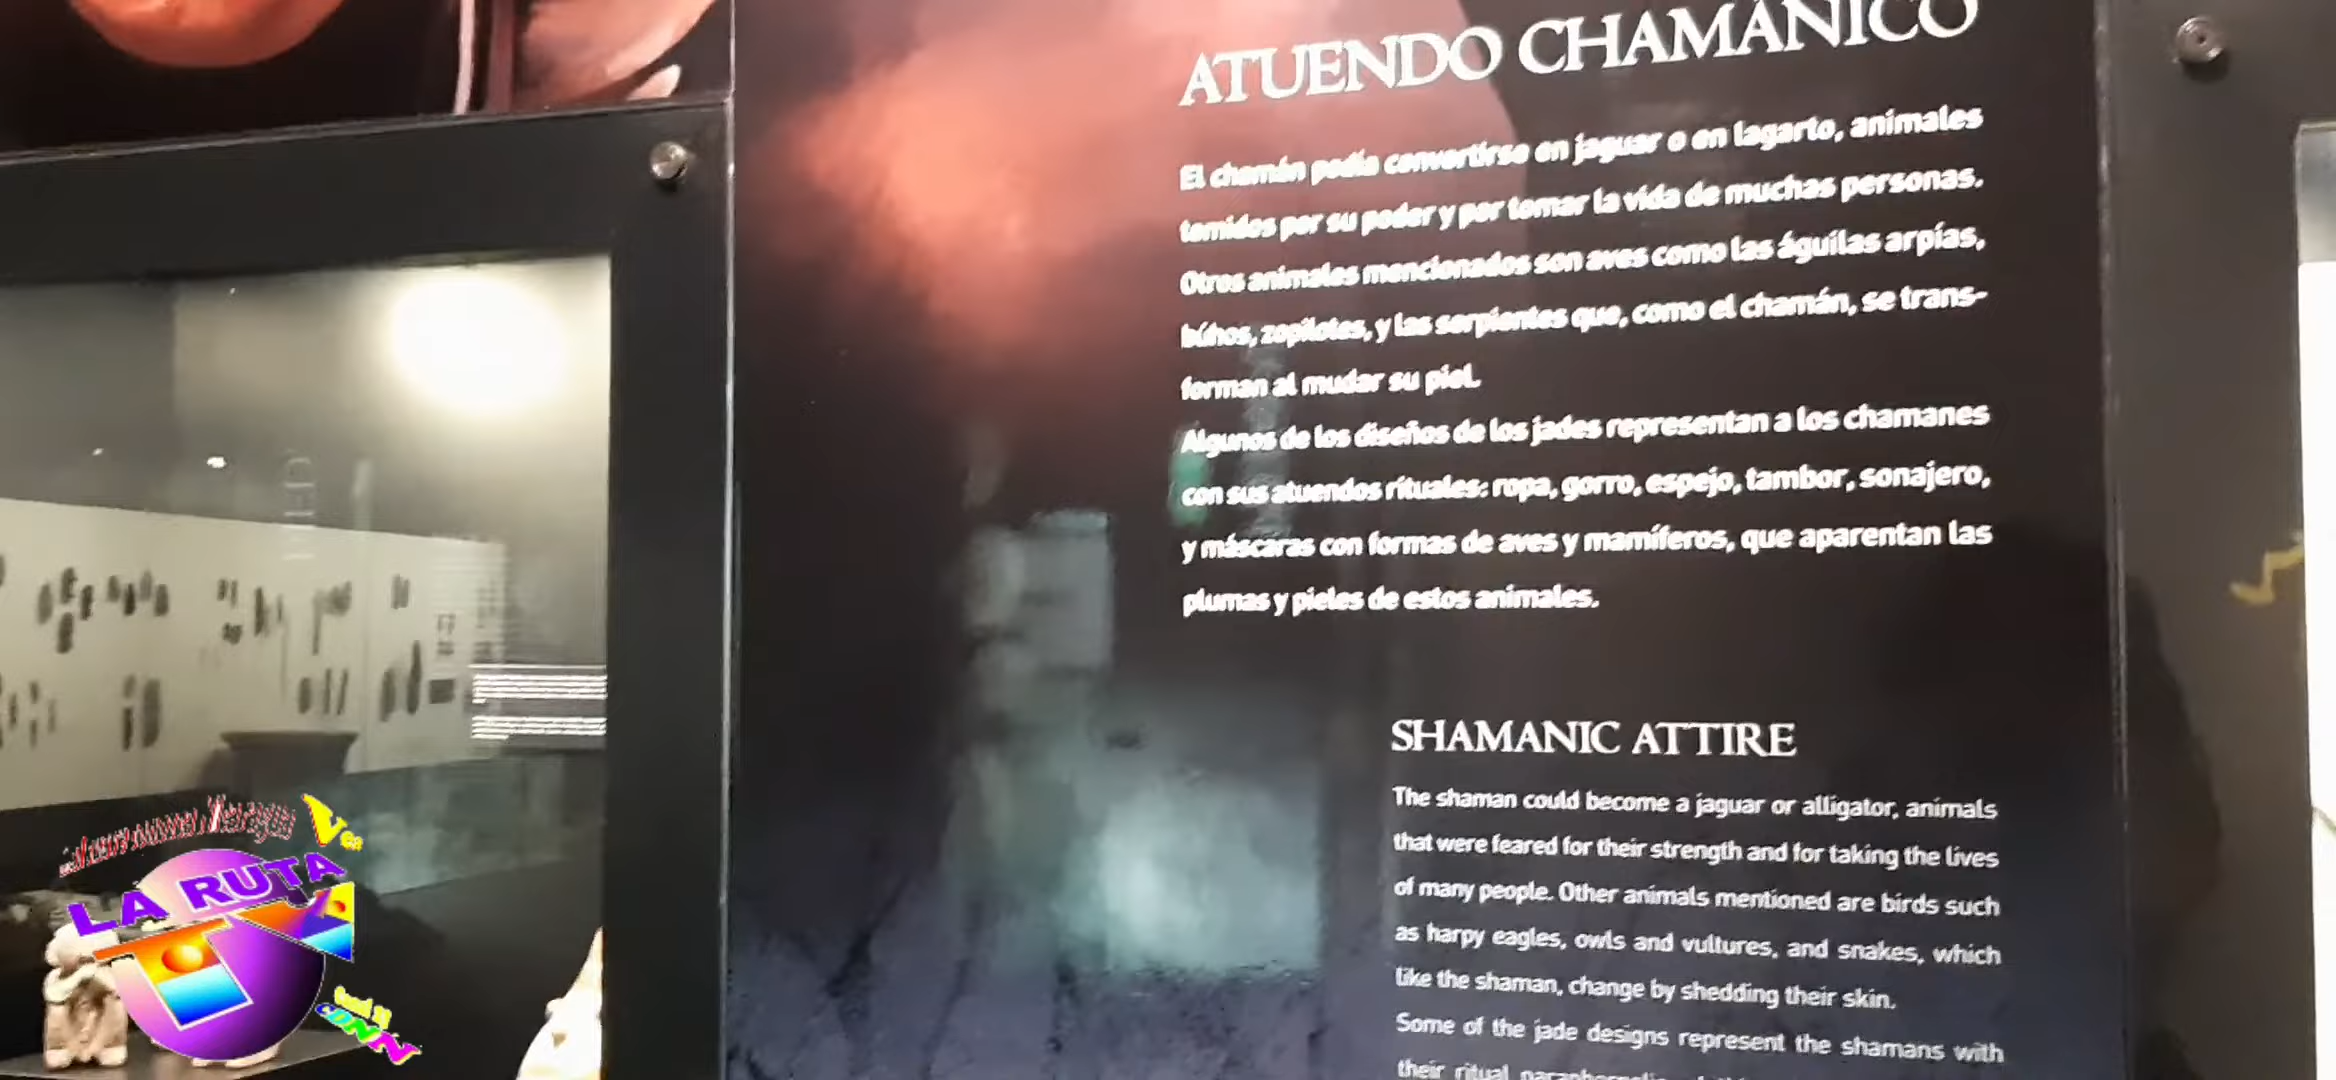 ATUENDO CHAMÁNICO
El chamán podía convertirse en jaguar o en lagarto, animales
temidos por su poder y por tomar la vida de muchas personas.
Otros animales mencionados son aves como las águilas arpías,
búhos, zopilotes, y las serpientes que, como el chamán, se trans-
forman al mudar su piel.
Algunos de los diseños de los jades representan a los chamanes
con sus atuendos rituales: ropa, gorro, espejo, tambor, sonajero,
y máscaras con formas de aves y mamíferos, que aparentan las
plumas y pieles de estos animales.
SHAMANIC ATTIRE
The shaman could become a jaguar or alligator, animals
that were feared for their strength and for taking the lives
of many people. Other animals mentioned are birds such
as harpy eagles, owls and vultures, and snakes, which
like the shaman, change by shedding their skin.
Some of the jade designs represent the shamans with
their ritual
LA RUTA
CDNN